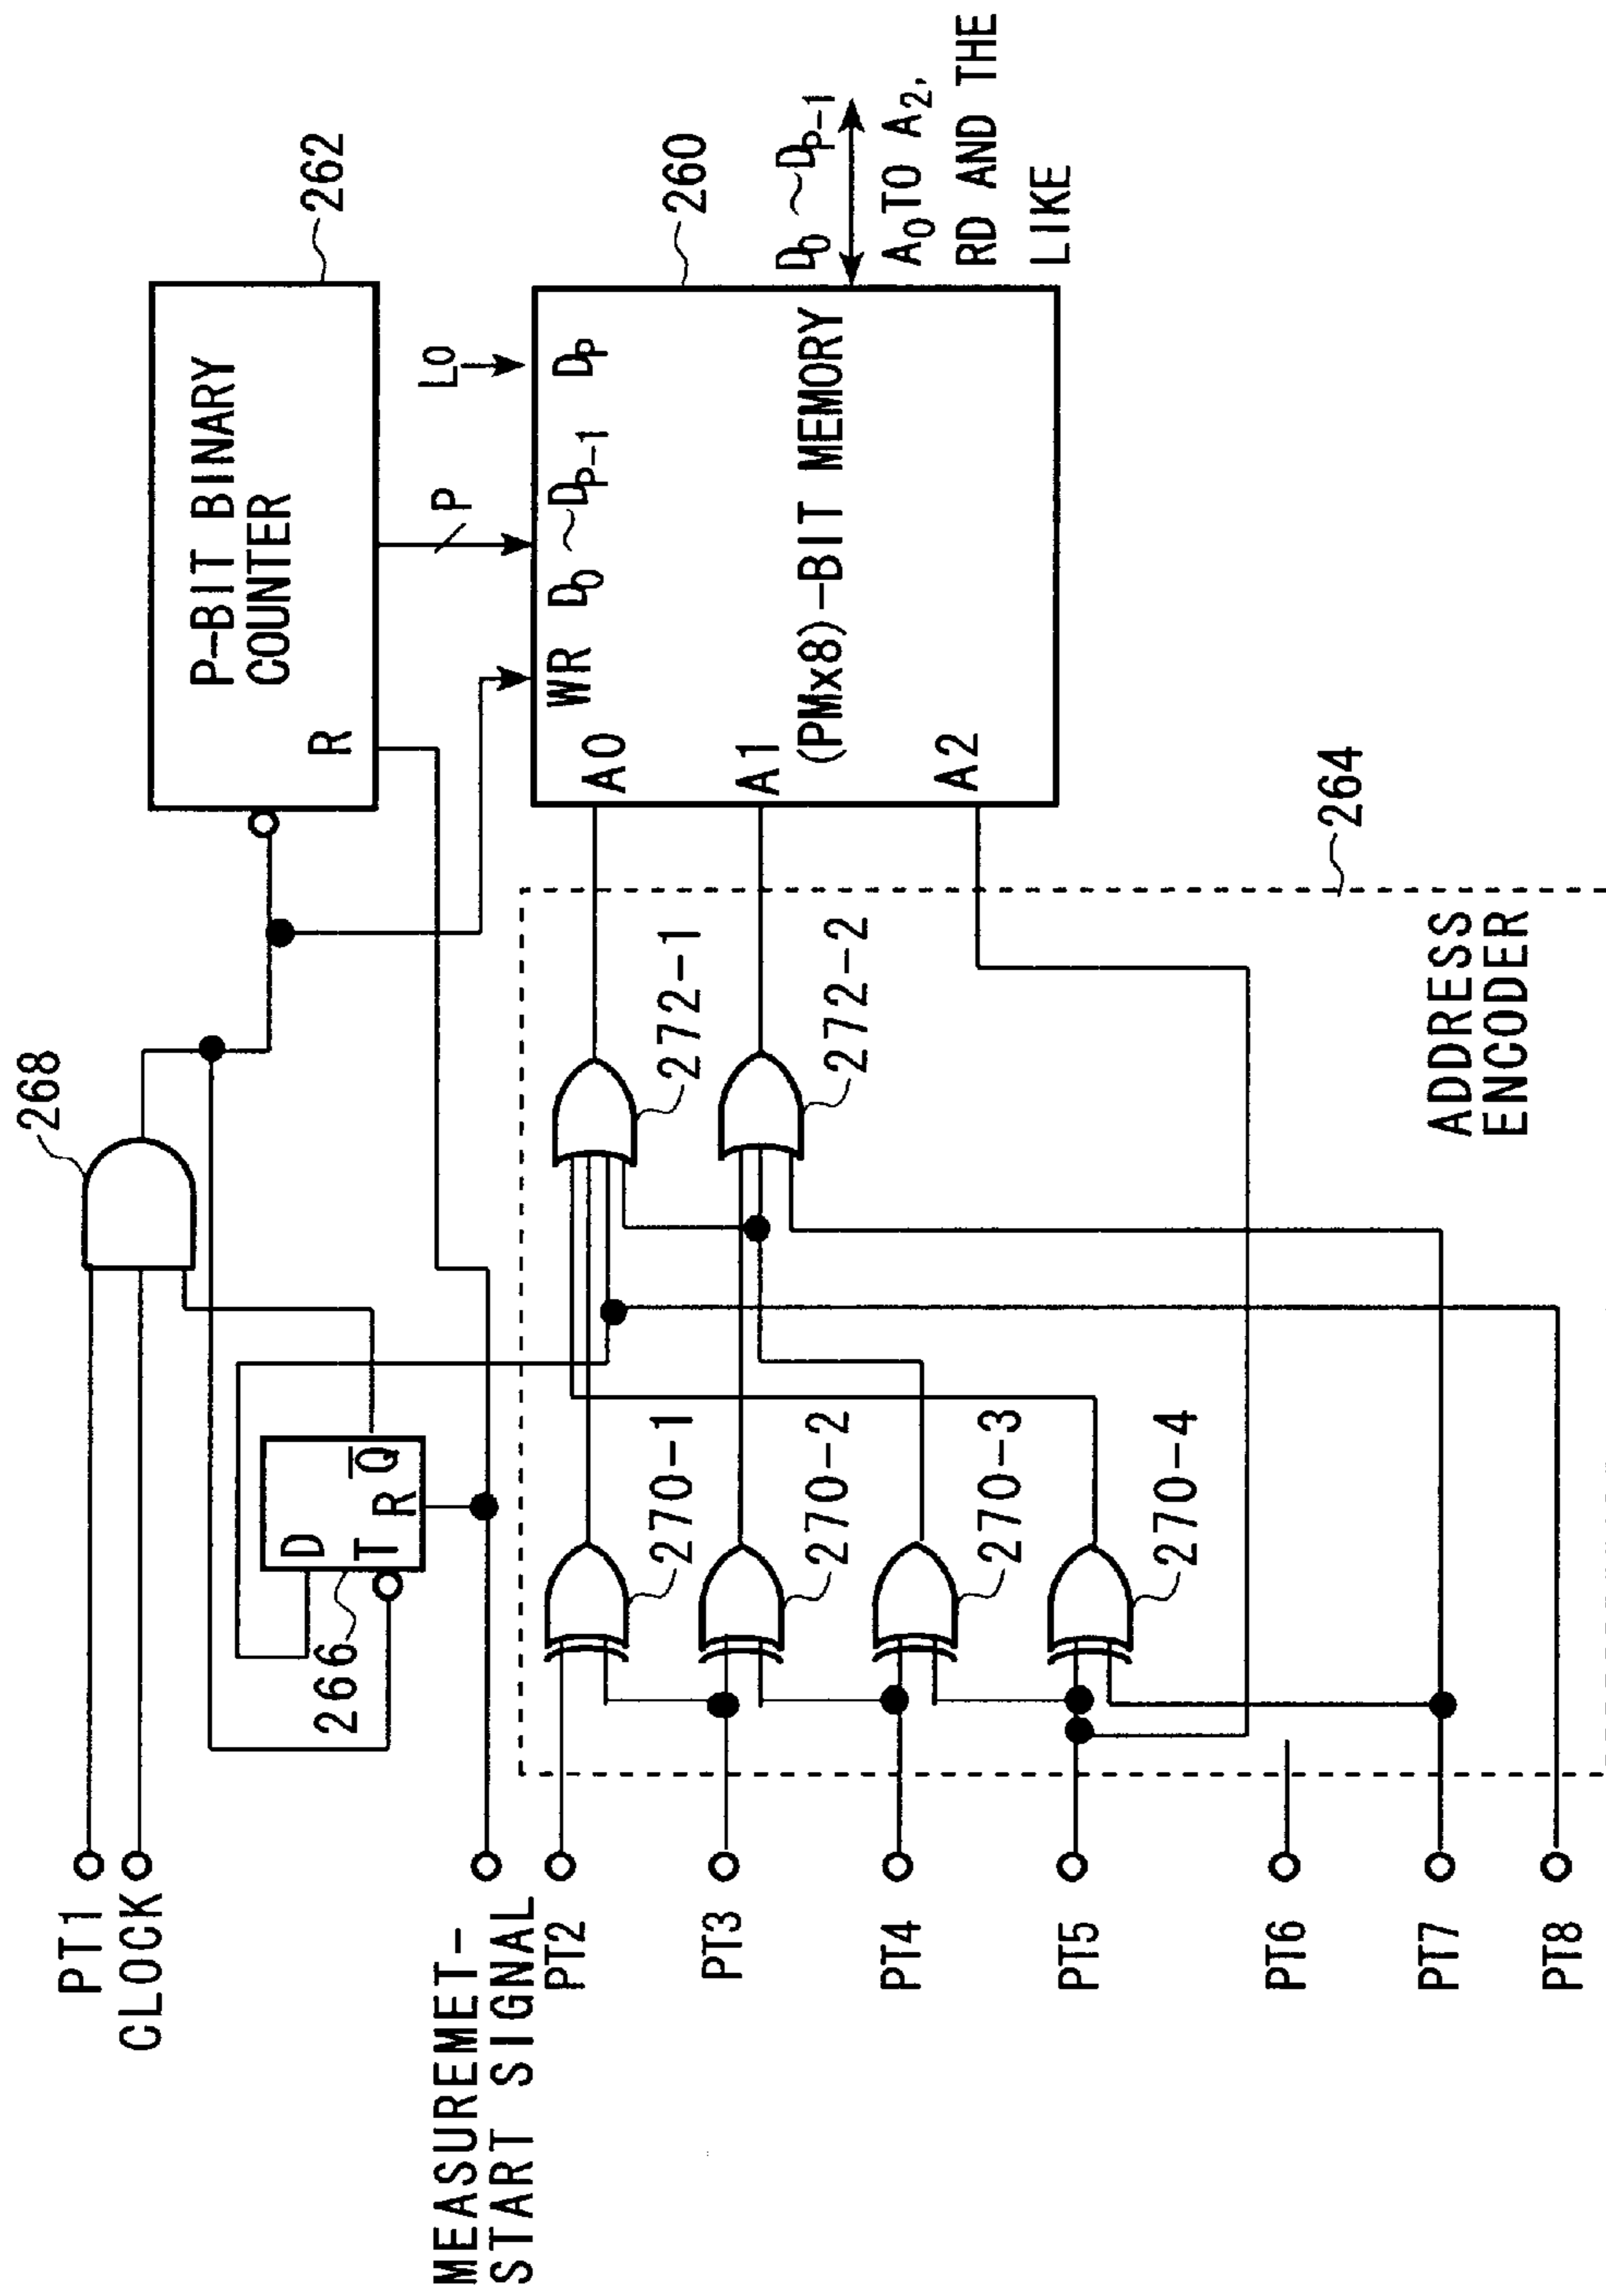 PT1
CLOCK
MEASUREMET-
START SIGNAL
PT2
PT3
PT4
PT5
PT6
PT7
PT8
268
266
D
T
Q̅
R
P-BIT BINARY
COUNTER
R
262
P
LO
WR
D0 ~ DP-1
DP
A0
A1
A2
(PMx8)-BIT MEMORY
260
D0 ~ DP-1
A0 TO A2,
RD AND THE
LIKE
270-1
270-2
270-3
270-4
272-1
272-2
264
ADDRESS
ENCODER